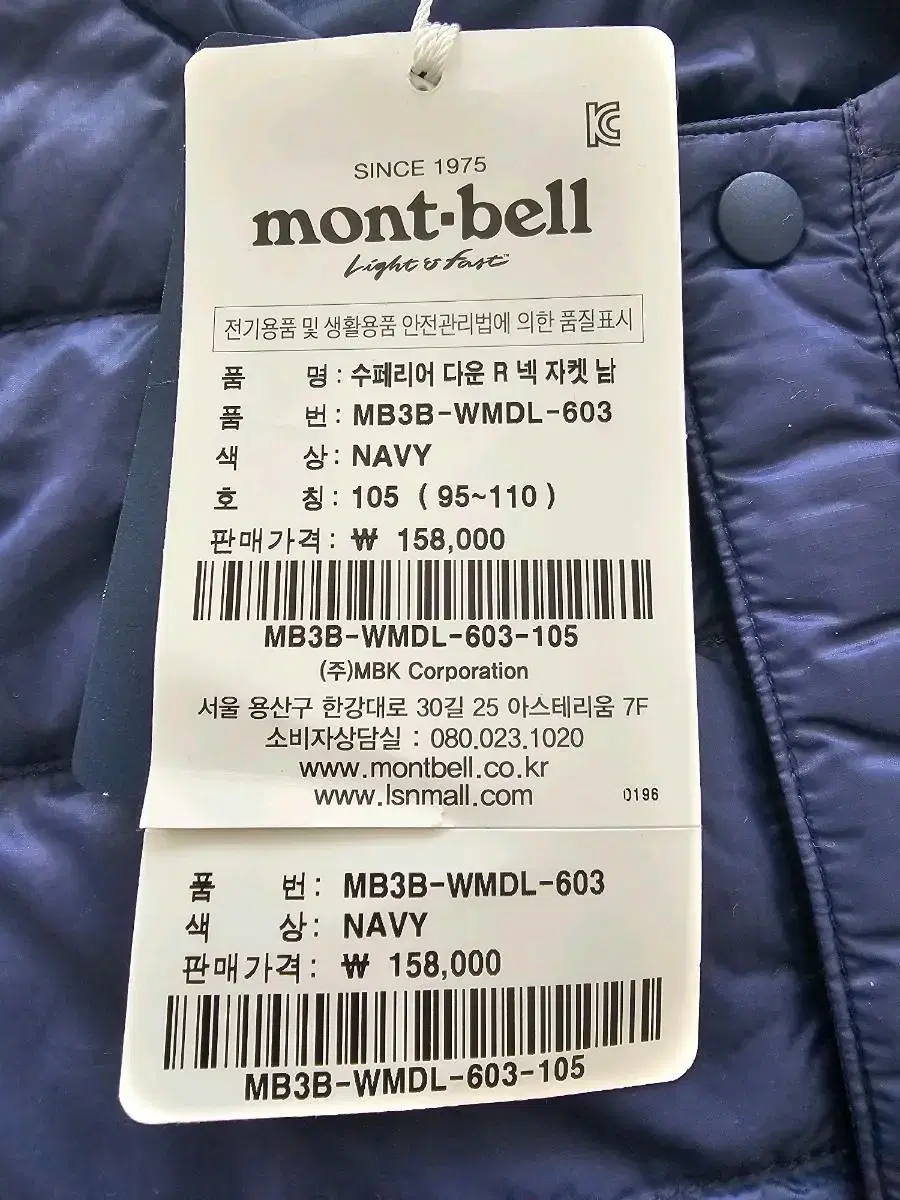 KC
SINCE 1975
mont-bell
Light & Fast™
전기용품 및 생활용품 안전관리법에 의한 품질표시
품 명 : 수페리어 다운 R 넥 자켓 남
품 번 : MB3B-WMDL-603
색 상 : NAVY
호 칭 : 105 ( 95~110 )
판매가격 : ₩ 158,000
MB3B-WMDL-603-105
(주)MBK Corporation
서울 용산구 한강대로 30길 25 아스테리움 7F
소비자상담실 : 080.023.1020
www.montbell.co.kr
www.lsnmall.com 0196
품 번 : MB3B-WMDL-603
색 상 : NAVY
판매가격 : ₩ 158,000
MB3B-WMDL-603-105